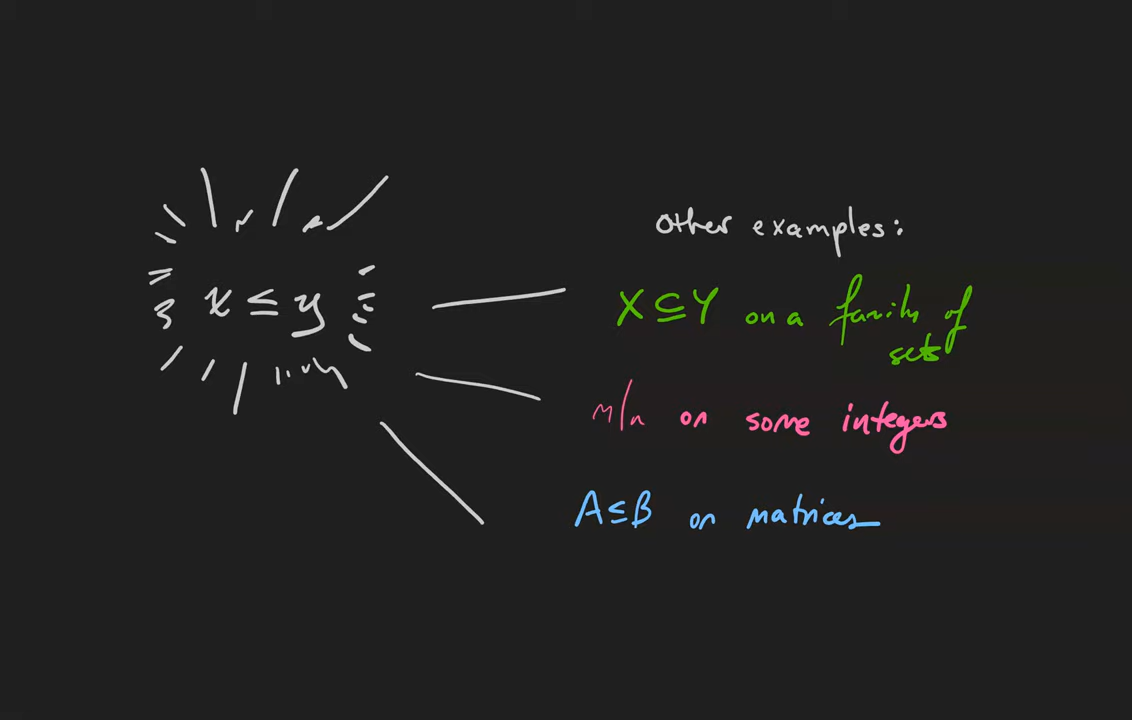 x ≤ y
Other examples:
X ⊆ Y on a family of
sets
m/n on some integers
A ≤ B on matrices